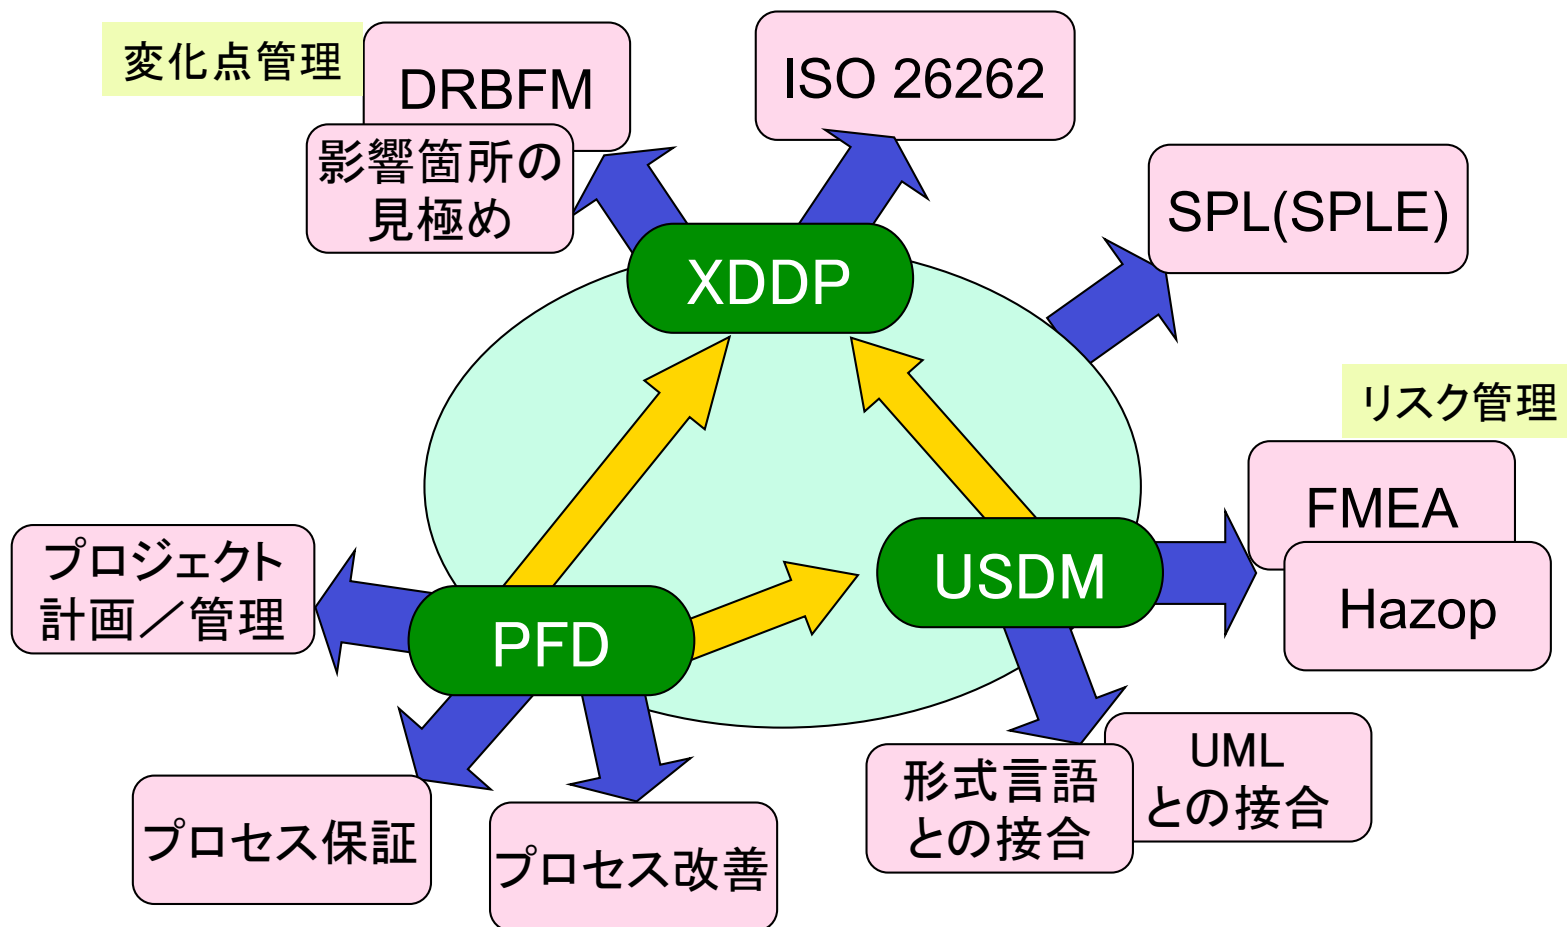 変化点管理
DRBFM
影響箇所の
見極め
ISO 26262
SPL(SPLE)
XDDP
リスク管理
FMEA
Hazop
USDM
プロジェクト
計画／管理
PFD
UML
との接合
形式言語
との接合
プロセス保証
プロセス改善